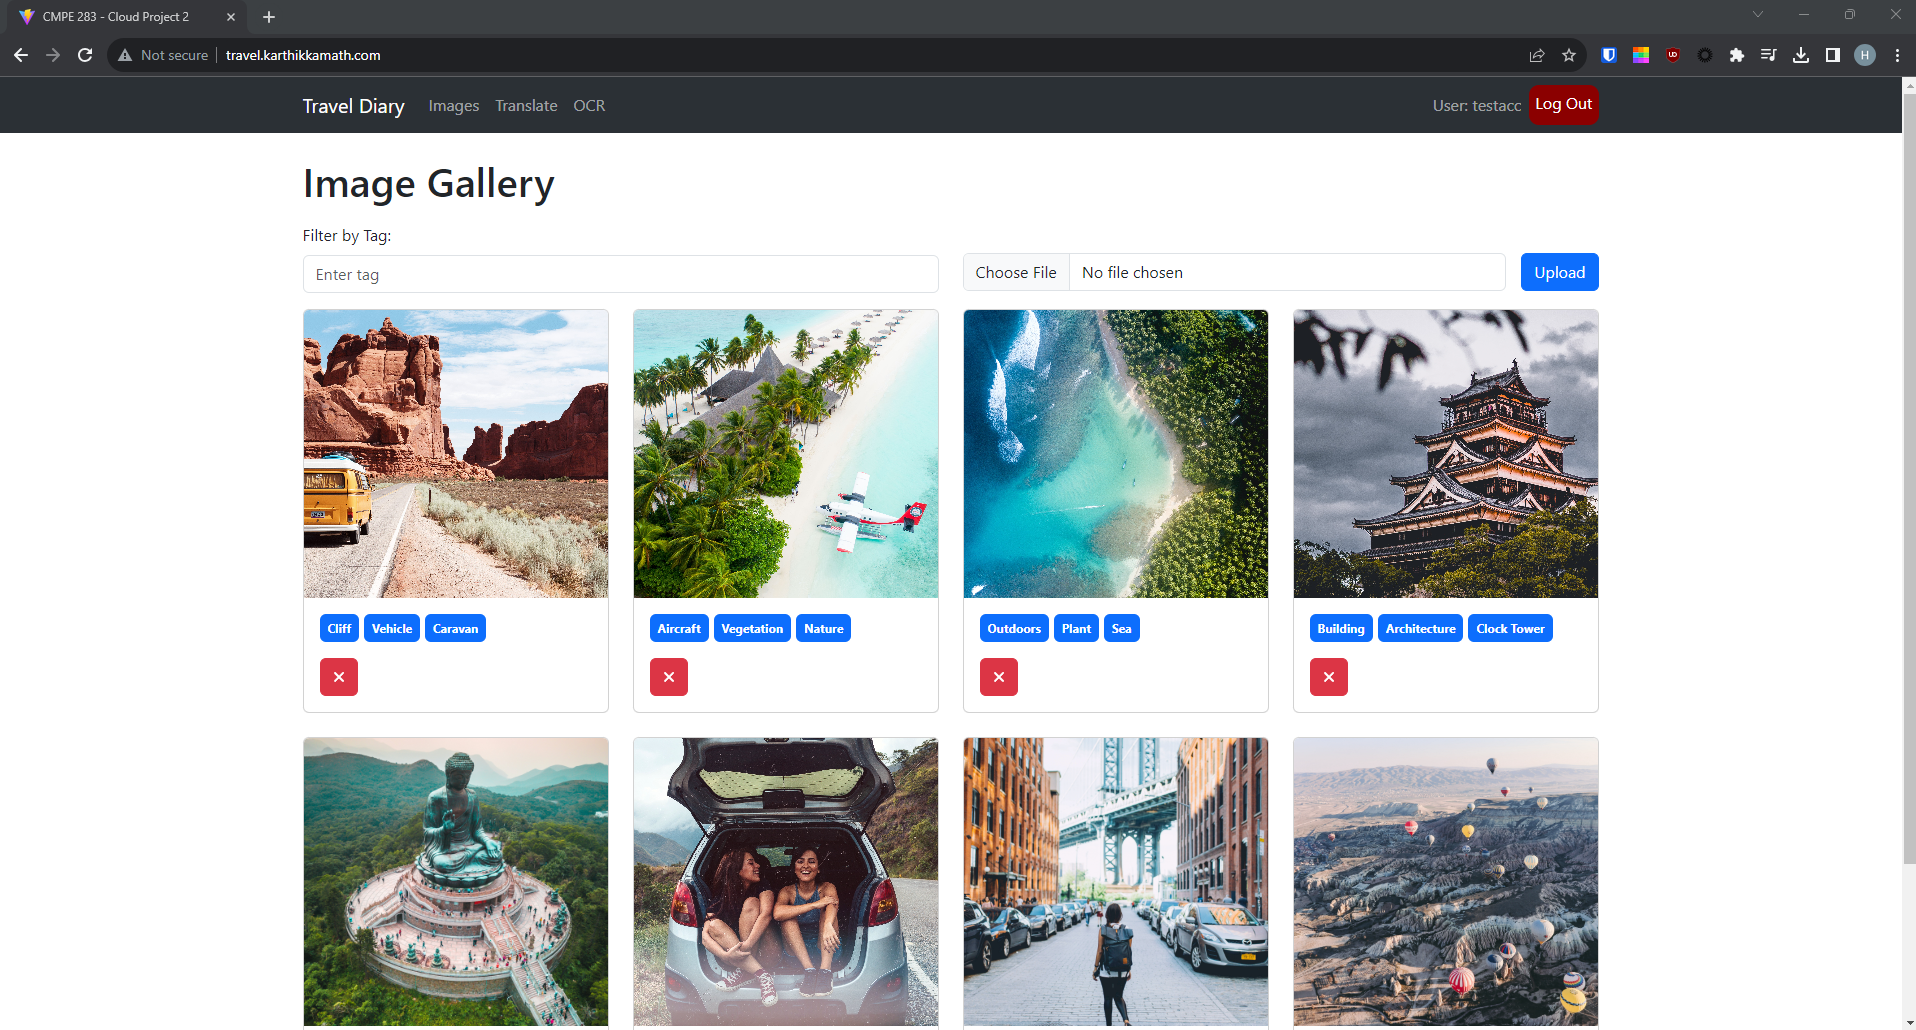 CMPE 283 - Cloud Project 2
Not secure travel.karthikkamath.com
H
Travel Diary Images Translate OCR User: testacc Log Out
Image Gallery
Filter by Tag:
Enter tag
Choose File No file chosen Upload
Cliff Vehicle Caravan
Aircraft Vegetation Nature
Outdoors Plant Sea
Building Architecture Clock Tower